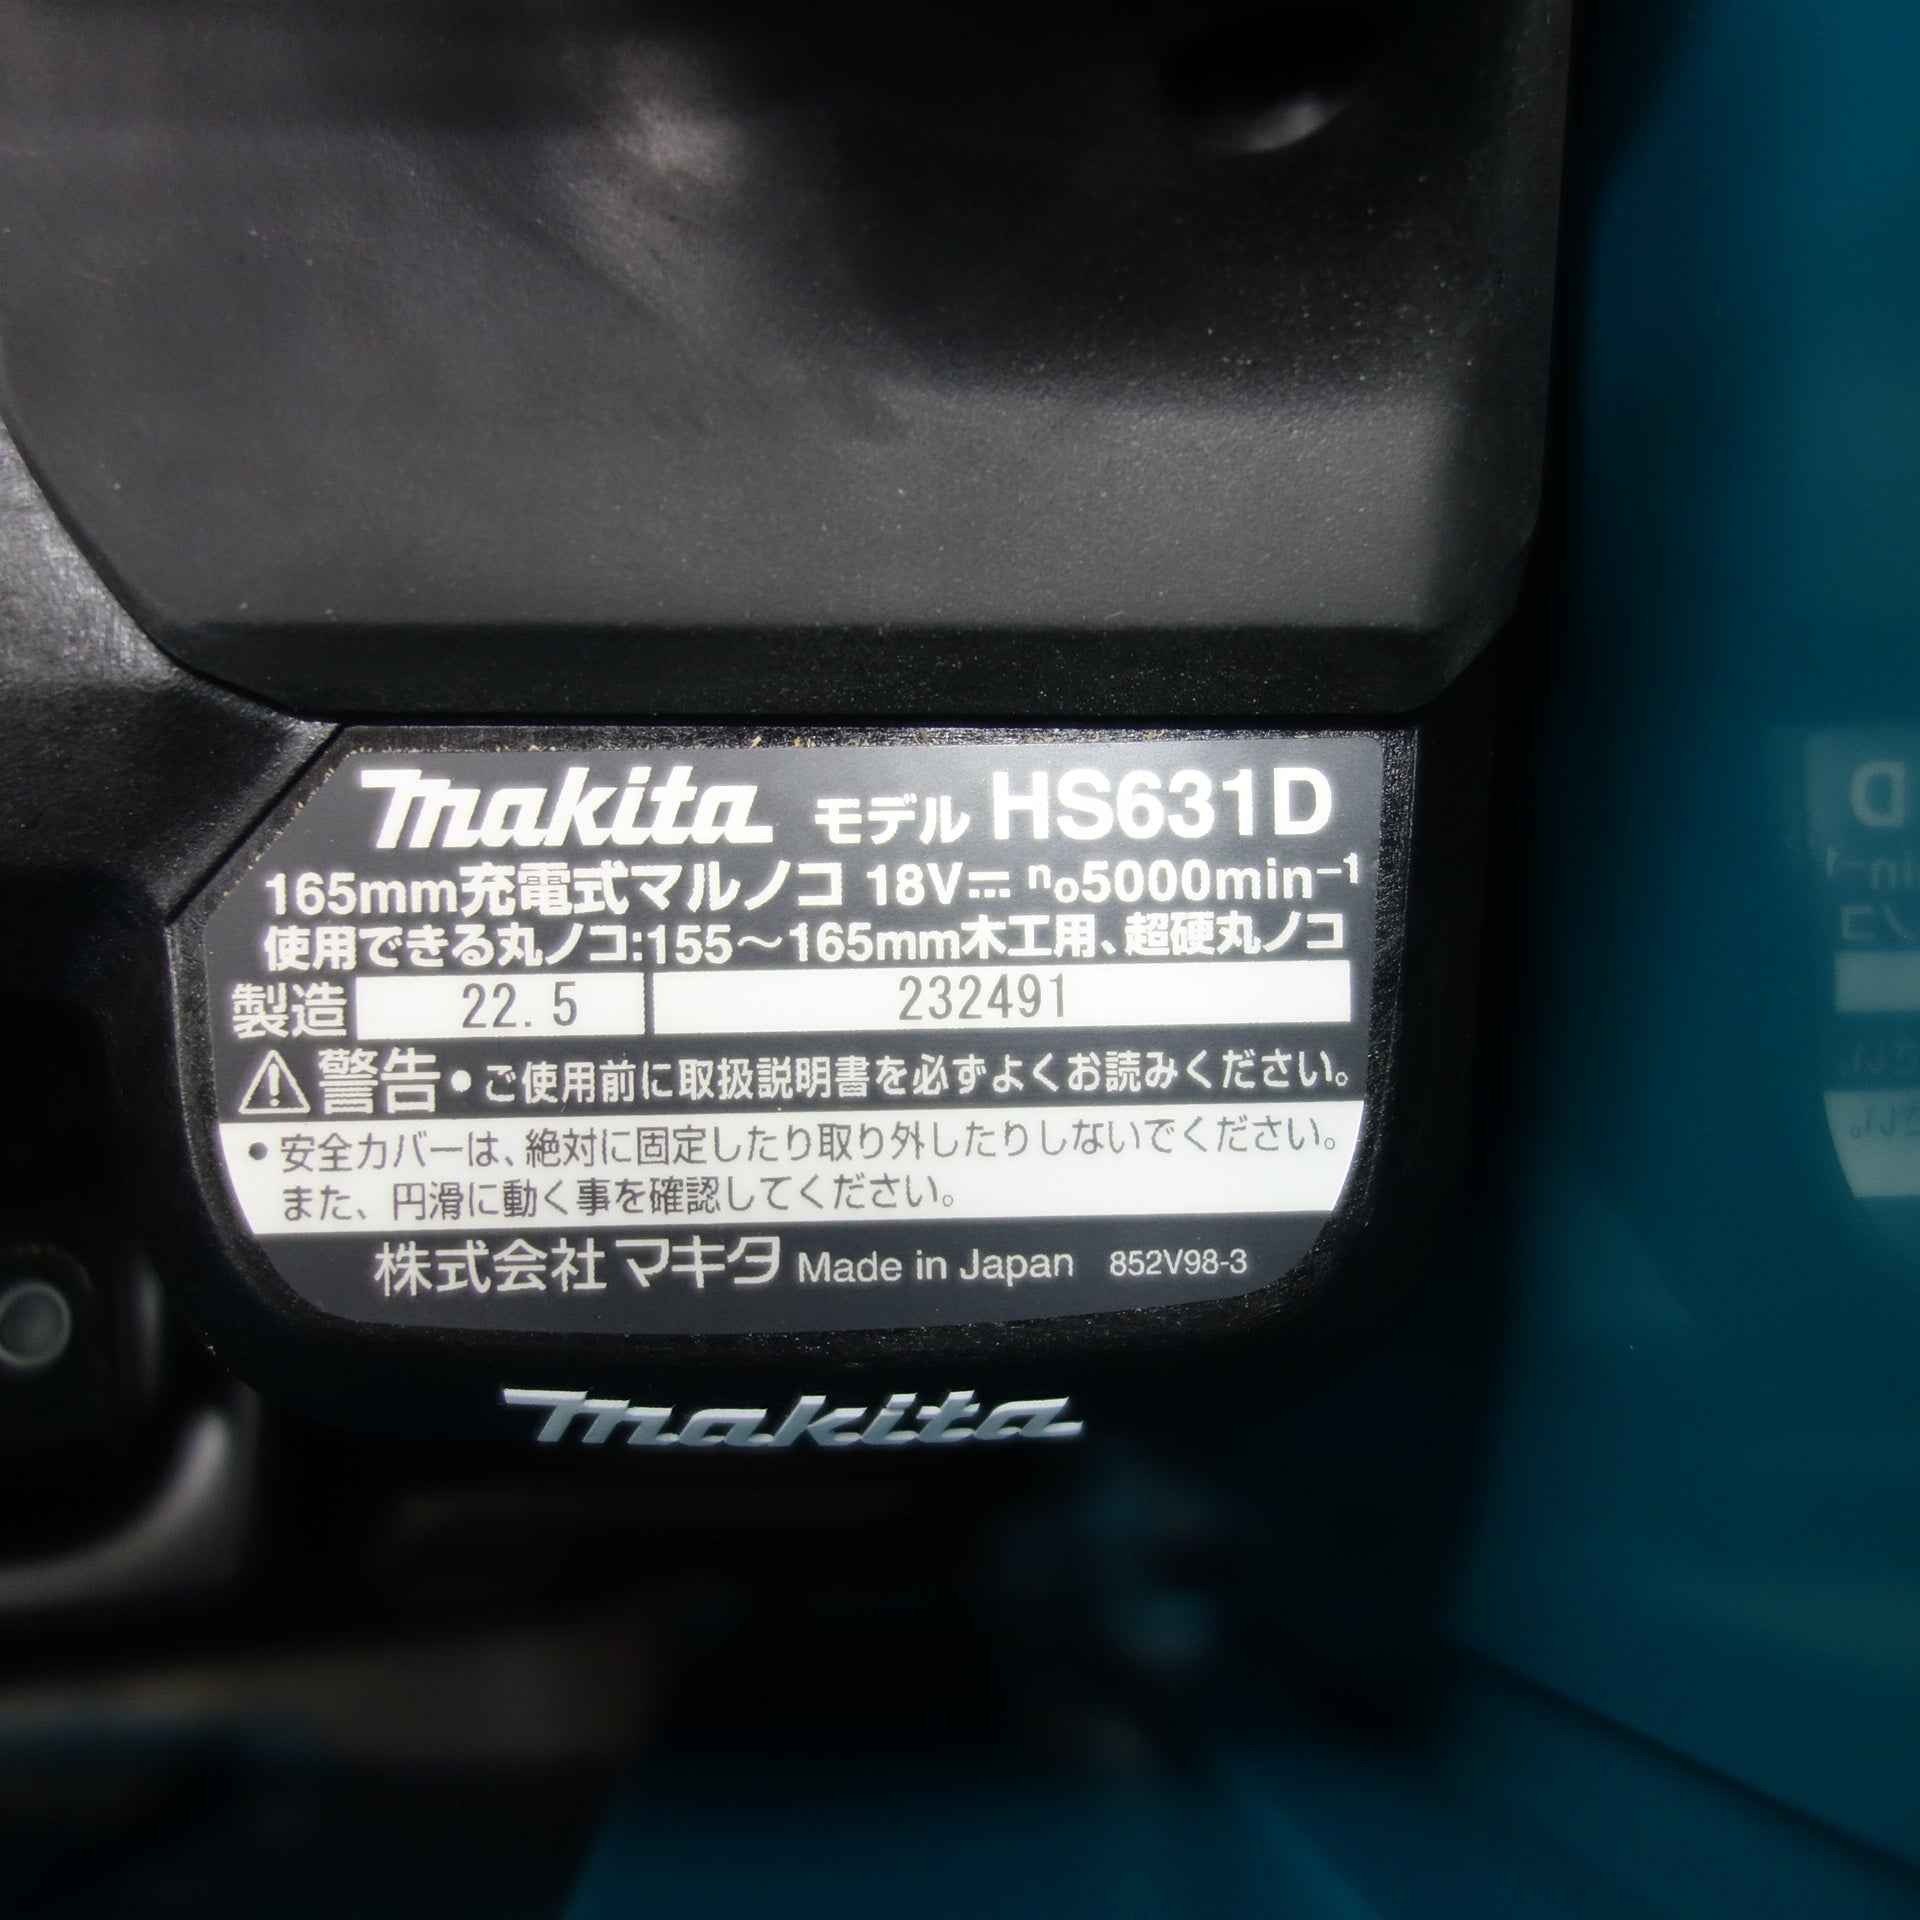 makita モデル HS631D
165mm充電式マルノコ 18V⎓ n₀5000min⁻¹
使用できる丸ノコ:155〜165mm木工用、超硬丸ノコ
製造 22.5 232491
⚠警告 •ご使用前に取扱説明書を必ずよくお読みください。
•安全カバーは、絶対に固定したり取り外したりしないでください。
また、円滑に動く事を確認してください。
株式会社マキタ Made in Japan 852V98-3
makita